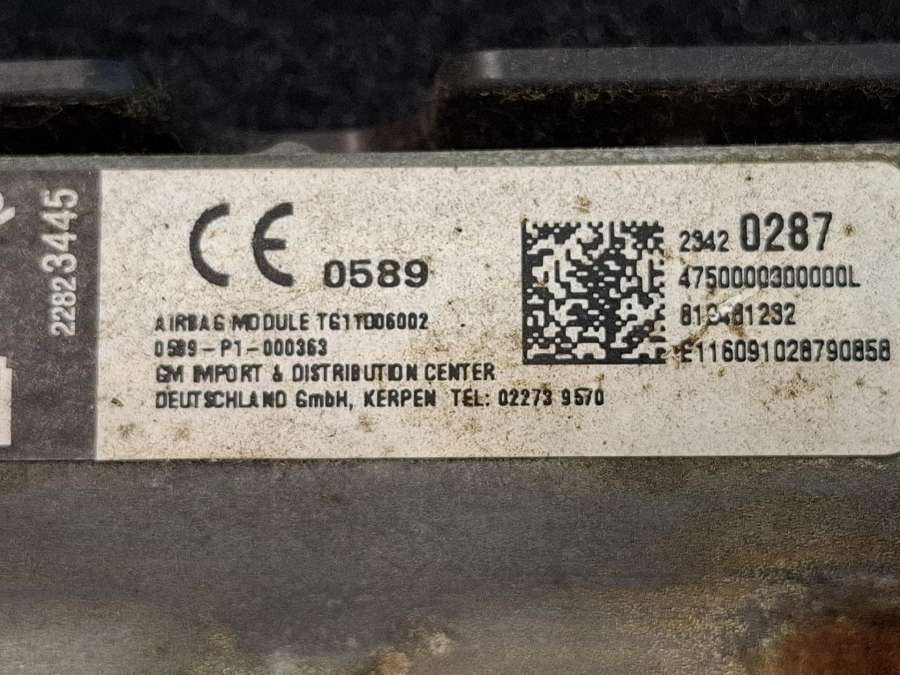 22823445
CE 0589
AIRBAG MODULE TG11D06002
0589-P1-000363
GM IMPORT & DISTRIBUTION CENTER
DEUTSCHLAND GmbH, KERPEN TEL: 02273 9570
2342 0287
4750000300000L
E116091028790858